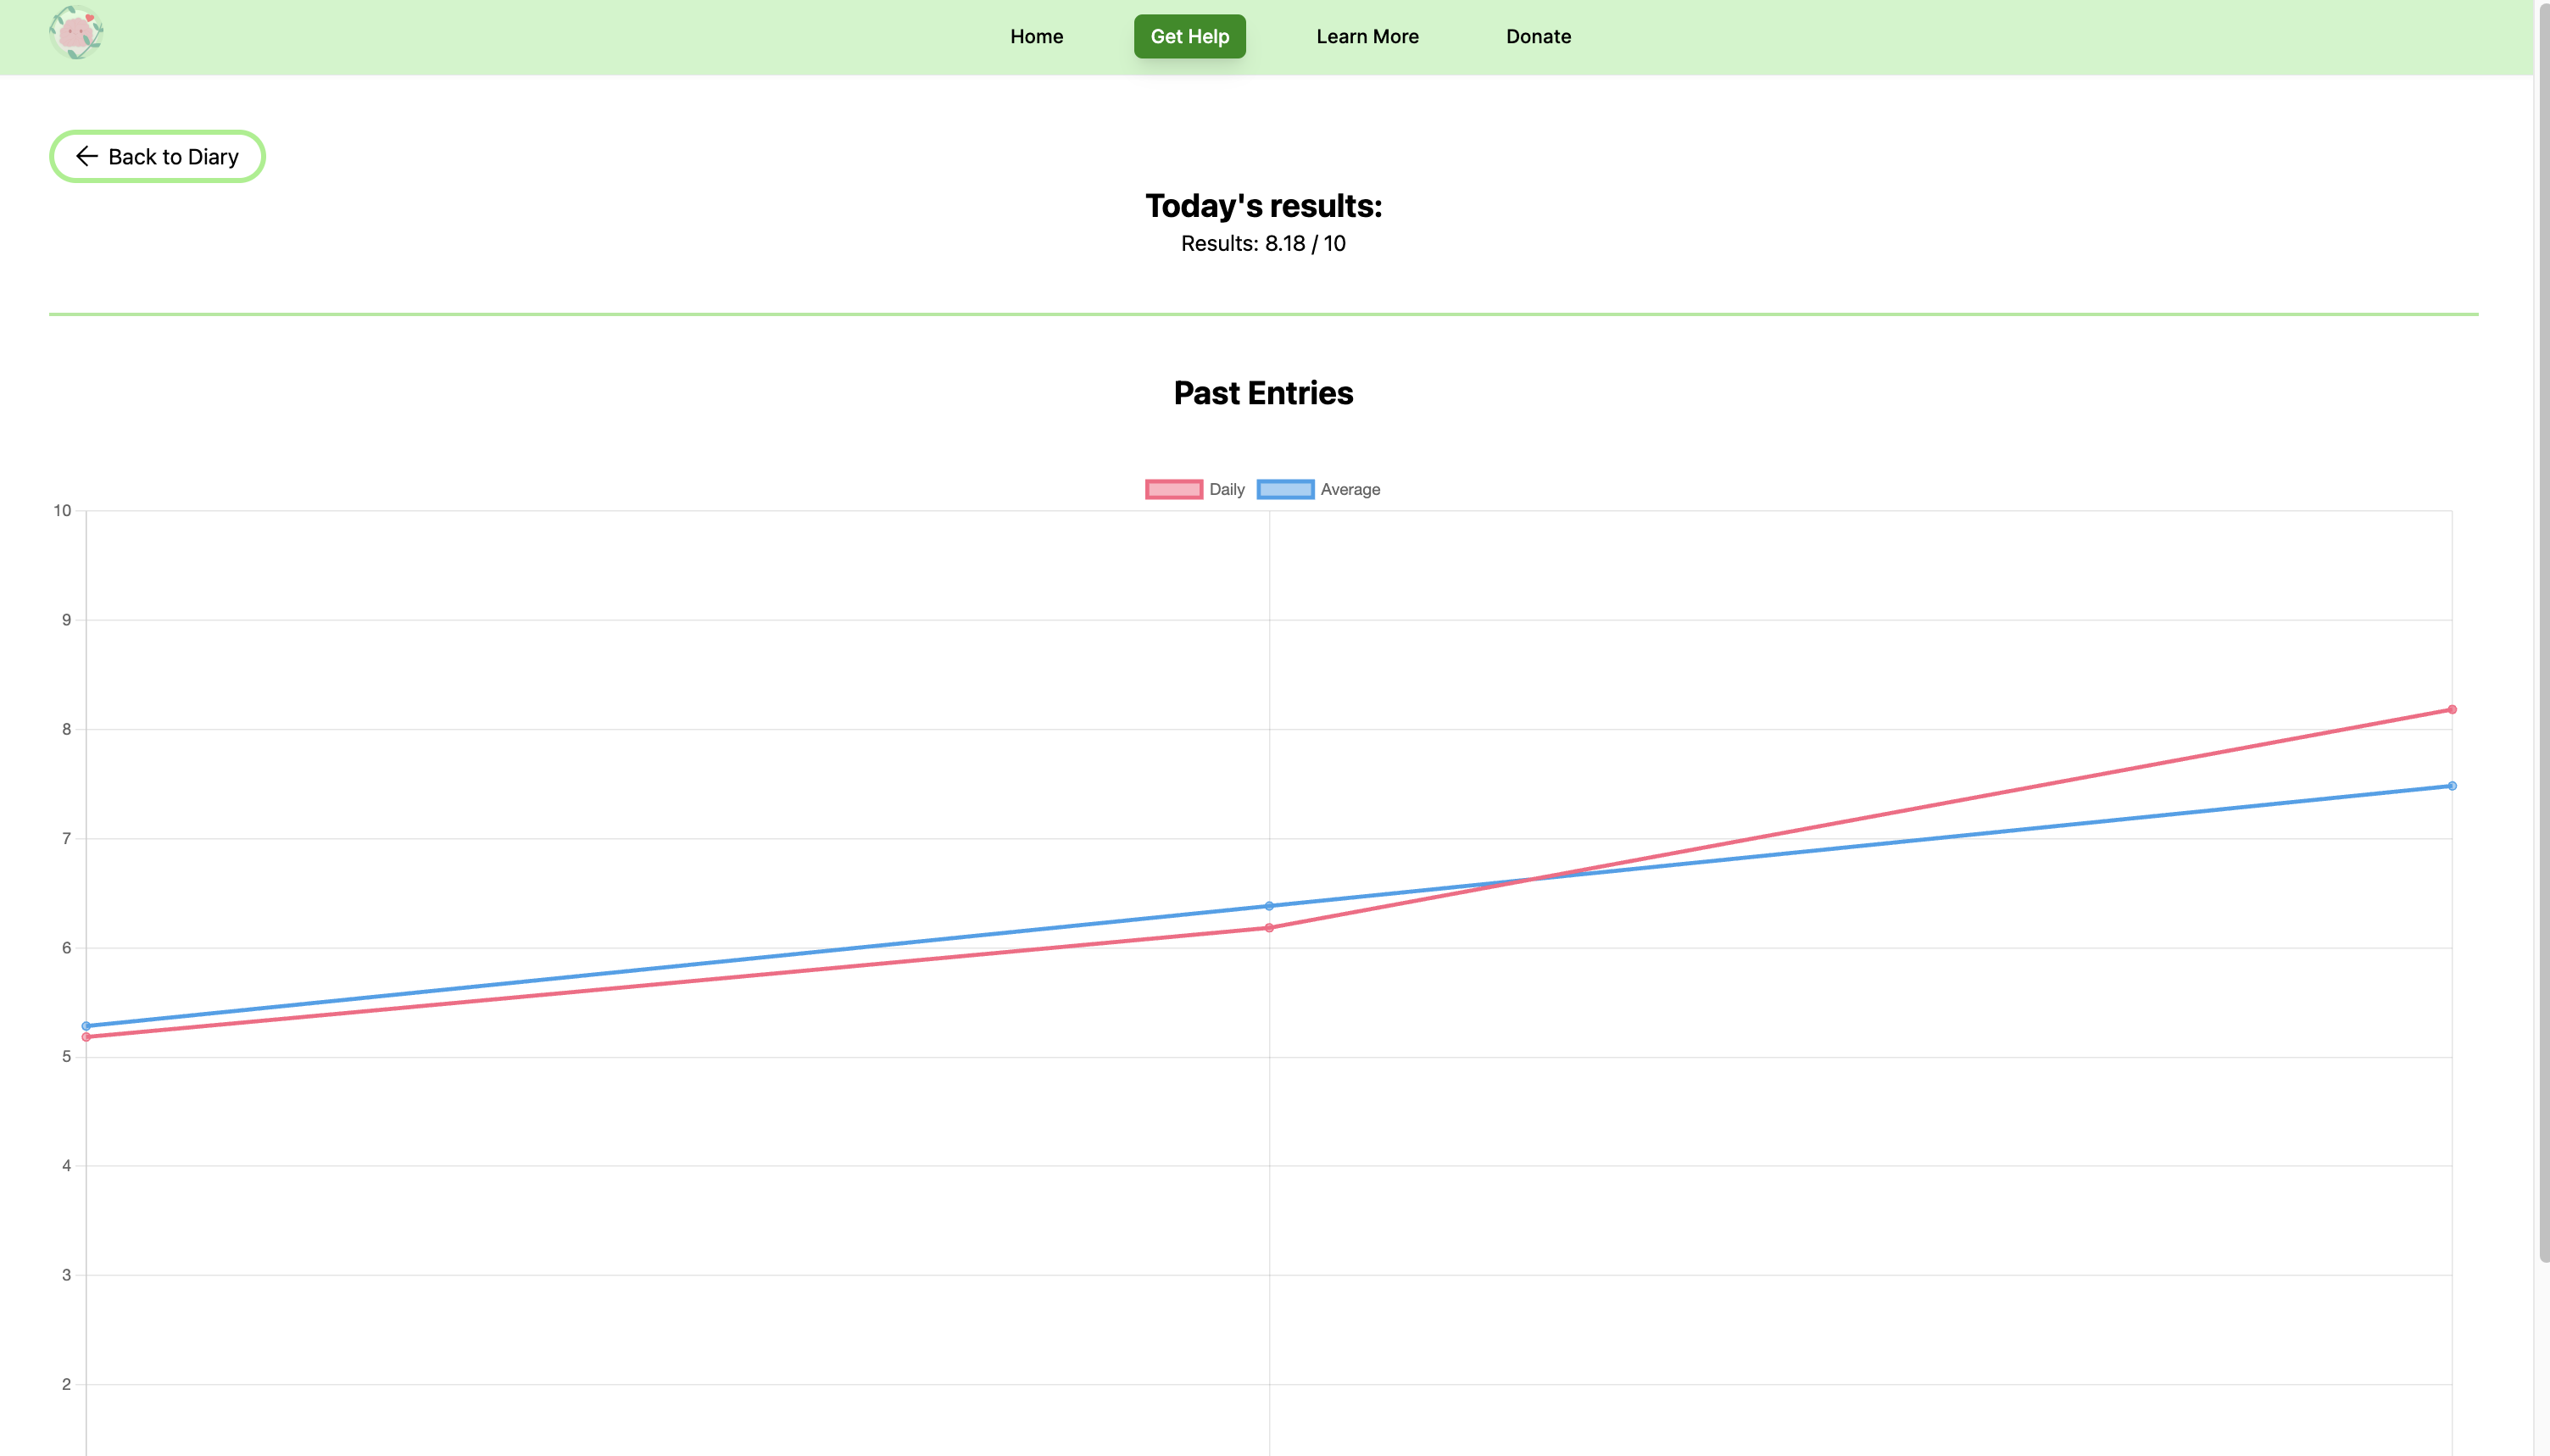 Home
Get Help
Learn More
Donate
Back to Diary
Today's results:
Results: 8.18 / 10
Past Entries
Daily
Average
10
9
8
7
6
5
4
3
2